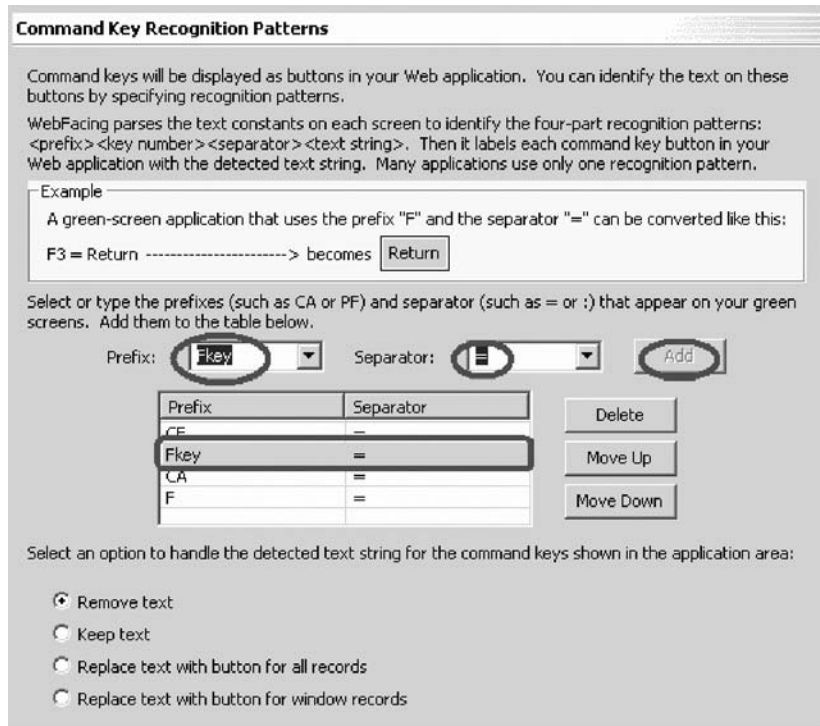 Command Key Recognition Patterns
Command keys will be displayed as buttons in your Web application. You can identify the text on these
buttons by specifying recognition patterns.
WebFacing parses the text constants on each screen to identify the four-part recognition patterns:
<prefix><key number><separator><text string>. Then it labels each command key button in your
Web application with the detected text string. Many applications use only one recognition pattern.
Example
A green-screen application that uses the prefix "F" and the separator "=" can be converted like this:
F3 = Return -----------------------> becomes Return
Select or type the prefixes (such as CA or PF) and separator (such as = or :) that appear on your green
screens. Add them to the table below.
Prefix: Fkey Separator: = Add
Prefix Separator Delete
CF =
Fkey = Move Up
CA =
F = Move Down
Select an option to handle the detected text string for the command keys shown in the application area:
Remove text
Keep text
Replace text with button for all records
Replace text with button for window records